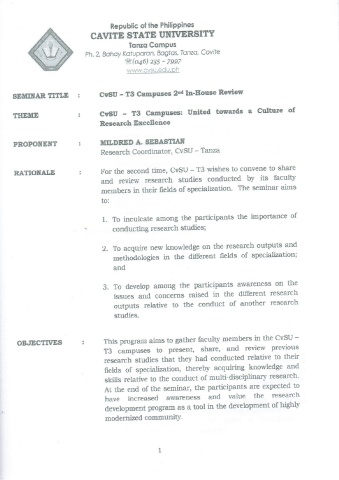 Republic of the Philippines
CAVITE STATE UNIVERSITY
Tanza Campus
Ph. 2, Bahay Katuparan, Bagtas, Tanza, Cavite
☎(046) 235 – 7997
www.cvsu.edu.ph
SEMINAR TITLE : CvSU – T3 Campuses 2nd In-House Review
THEME : CvSU – T3 Campuses: United towards a Culture of
Research Excellence
PROPONENT : MILDRED A. SEBASTIAN
Research Coordinator, CvSU – Tanza
RATIONALE : For the second time, CvSU – T3 wishes to convene to share
and review research studies conducted by its faculty
members in their fields of specialization. The seminar aims
to:
1. To inculcate among the participants the importance of
conducting research studies;
2. To acquire new knowledge on the research outputs and
methodologies in the different fields of specialization;
and
3. To develop among the participants awareness on the
issues and concerns raised in the different research
outputs relative to the conduct of another research
studies.
OBJECTIVES : This program aims to gather faculty members in the CvSU –
T3 campuses to present, share, and review previous
research studies that they had conducted relative to their
fields of specialization, thereby acquiring knowledge and
skills relative to the conduct of multi-disciplinary research.
At the end of the seminar, the participants are expected to
have increased awareness and value the research
development program as a tool in the development of highly
modernized community.
1